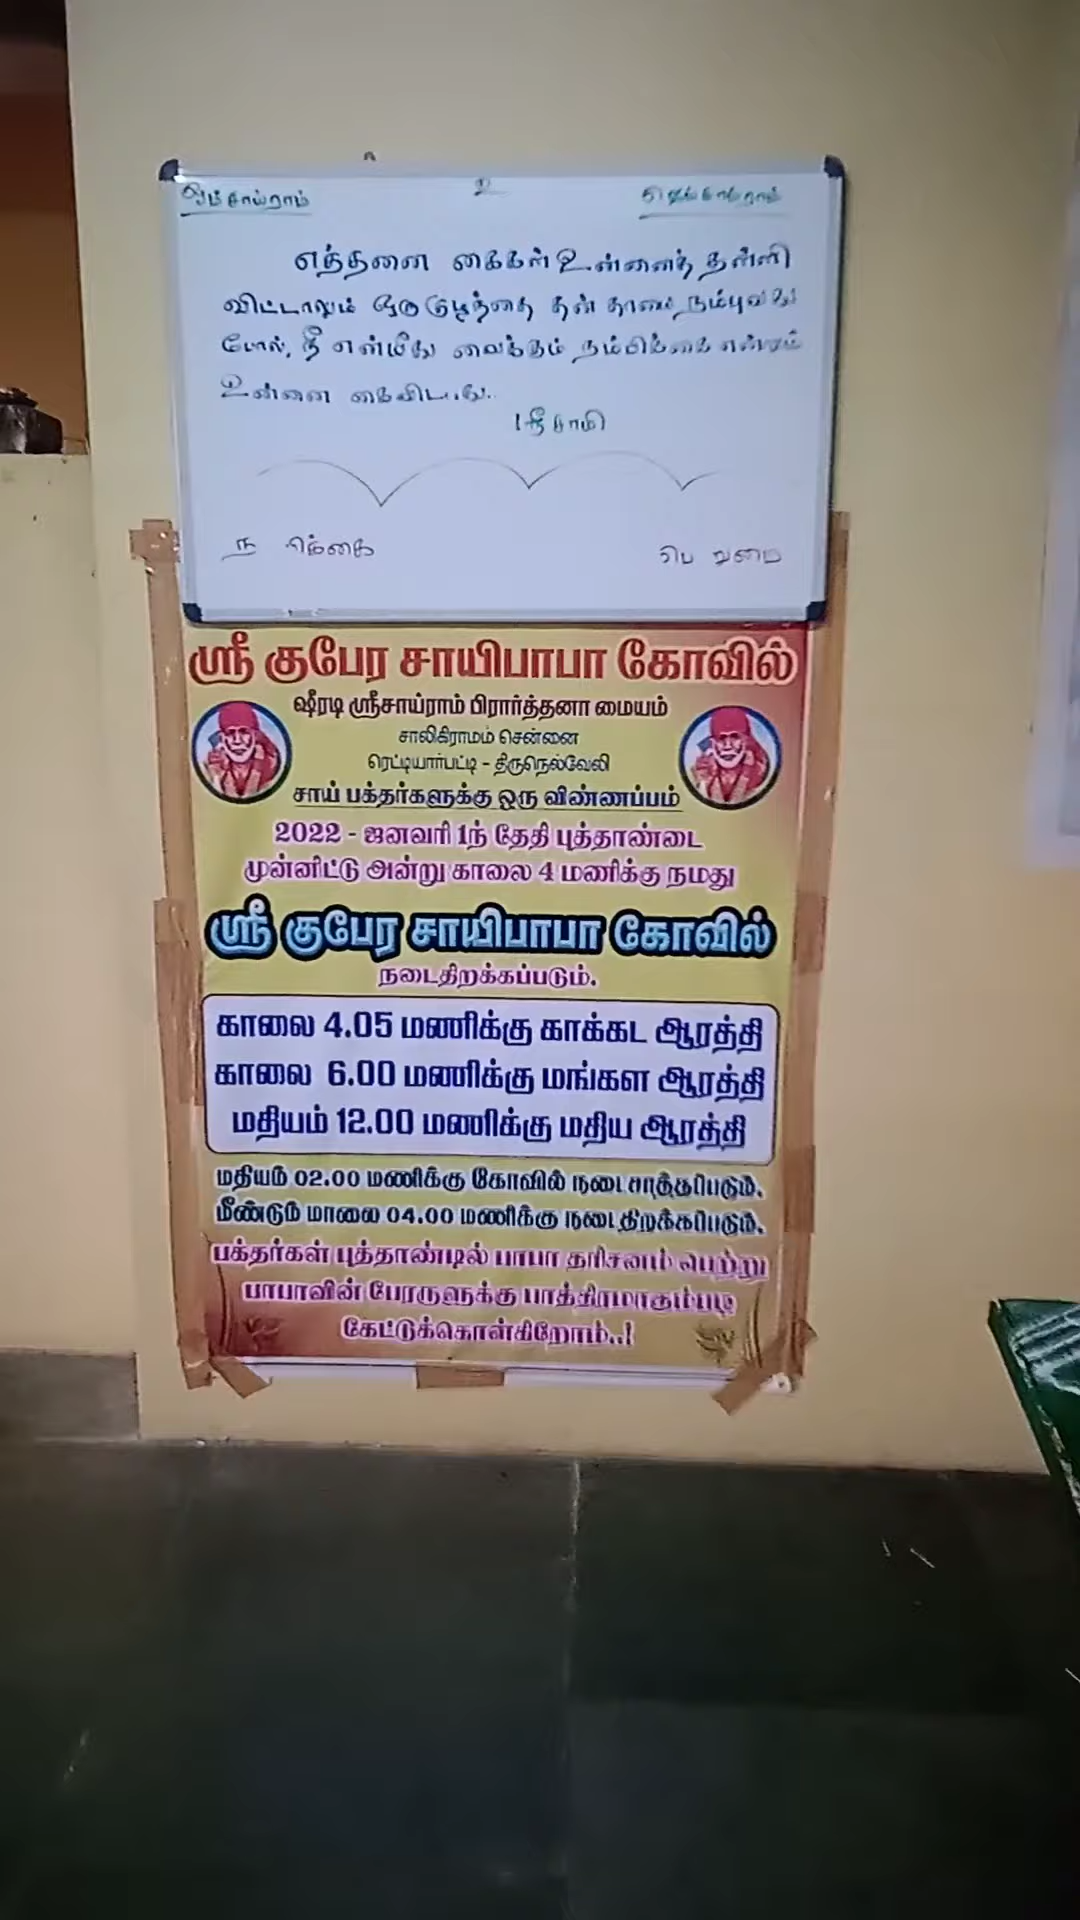 ஓம் சாய்ராம்
உ
எத்தனை கைகள் உன்னைத் தள்ளி
விட்டாலும் ஒரு குழந்தை தன் தாயை நம்புவது
போல், நீ என்மீது வைக்கும் நம்பிக்கை என்றும்
உன்னை கைவிடாது.
ந பிக்கை
பெ றுமை
ஸ்ரீ குபேர சாயிபாபா கோவில்
ஷீரடி ஸ்ரீசாய்ராம் பிரார்த்தனா மையம்
சாலிகிராமம் சென்னை
ரெட்டியார்பட்டி - திருநெல்வேலி
சாய் பக்தர்களுக்கு ஒரு விண்ணப்பம்
2022 - ஜனவரி 1ந் தேதி புத்தாண்டை
முன்னிட்டு அன்று காலை 4 மணிக்கு நமது
ஸ்ரீ குபேர சாயிபாபா கோவில்
நடைதிறக்கப்படும்.
காலை 4.05 மணிக்கு காக்கட ஆரத்தி
காலை 6.00 மணிக்கு மங்கள ஆரத்தி
மதியம் 12.00 மணிக்கு மதிய ஆரத்தி
மதியம் 02.00 மணிக்கு கோவில் நடை சாத்தப்படும்.
மீண்டும் மாலை 04.00 மணிக்கு நடை திறக்கப்படும்.
பக்தர்கள் புத்தாண்டில் பாபா தரிசனம் பெற்று
பாபாவின் பேரருளுக்கு பாத்திரமாகும்படி
கேட்டுக்கொள்கிறோம்..!